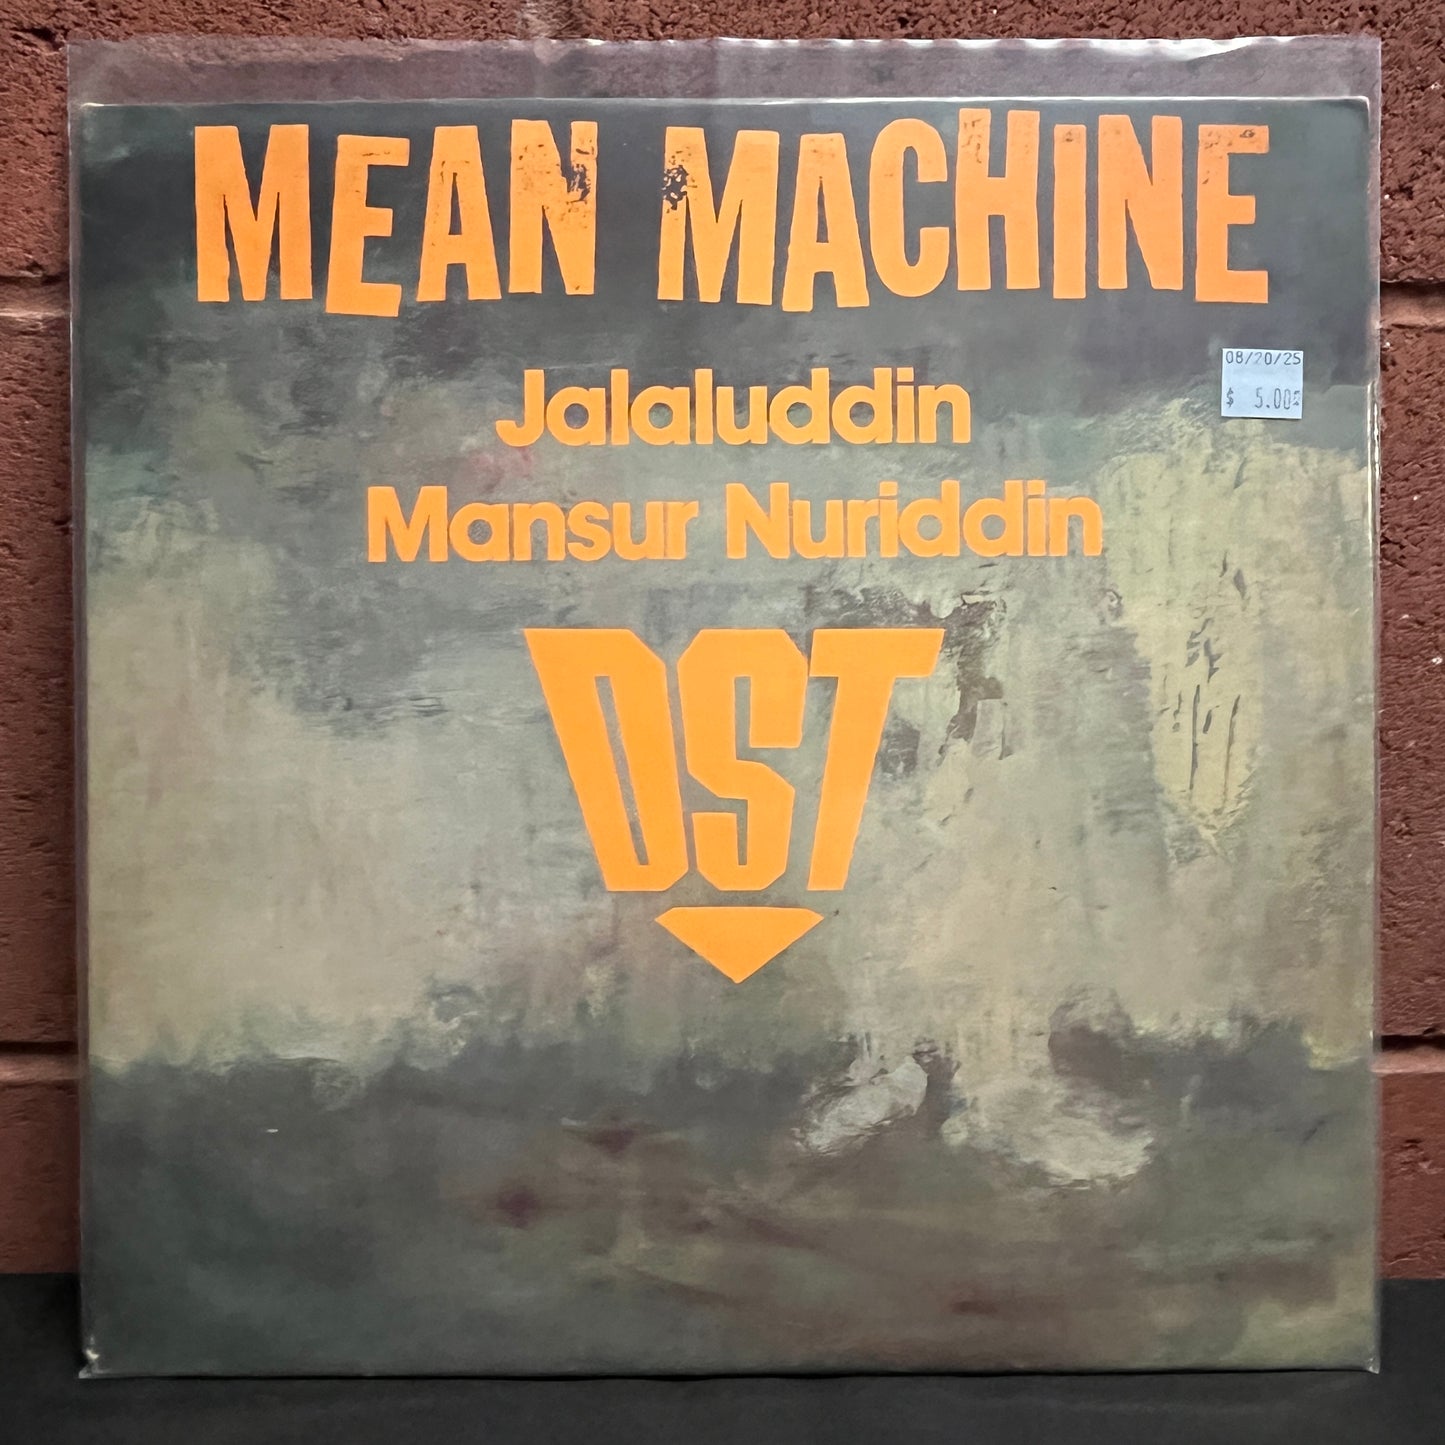 MEAN MACHINE
08/20/25
$ 5.00
Jalaluddin
Mansur Nuriddin
DST